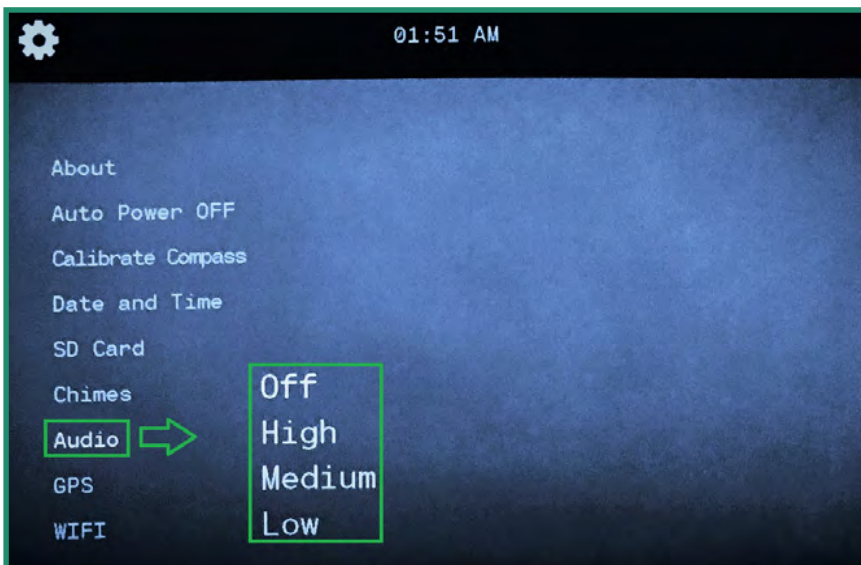 01:51 AM
About
Auto Power OFF
Calibrate Compass
Date and Time
SD Card
Chimes
Audio
GPS
WIFI
Off
High
Medium
Low